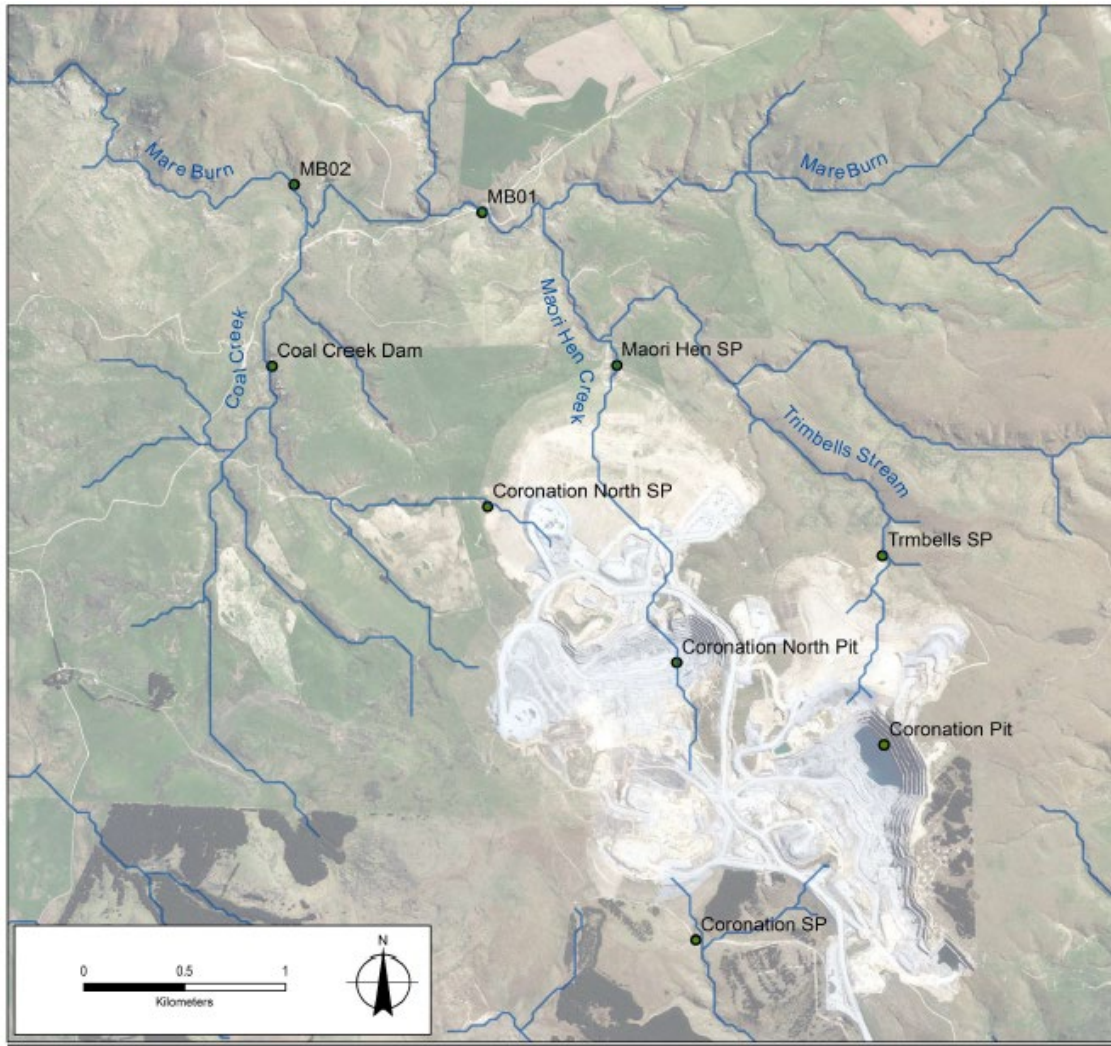 Mare Burn
MB02
MB01
Mare Burn
Coal Creek
Coal Creek Dam
Maori Hen Creek
Maori Hen SP
Trimbells Stream
Coronation North SP
Trmbells SP
Coronation North Pit
Coronation Pit
Coronation SP
N
0 0.5 1
Kilometers